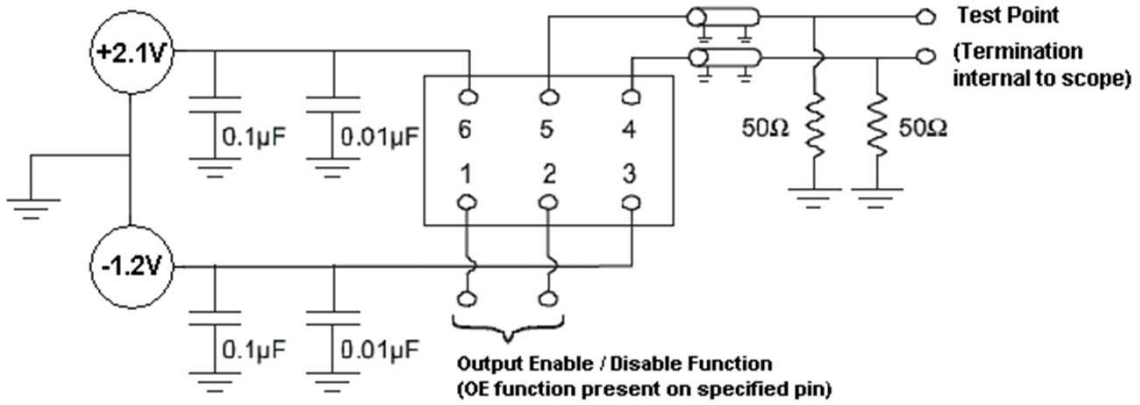 Test Point
+2.1V
(Termination
internal to scope)
0.1µF
0.01µF
6
5
4
50Ω
50Ω
1
2
3
-1.2V
0.1µF
0.01µF
Output Enable / Disable Function
(OE function present on specified pin)